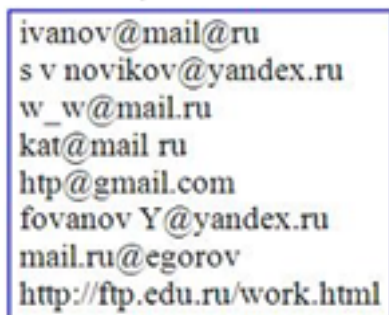 ivanov@mail@ru
s v novikov@yandex.ru
w_w@mail.ru
kat@mail ru
htp@gmail.com
fovanov Y@yandex.ru
mail.ru@egorov
http://ftp.edu.ru/work.html